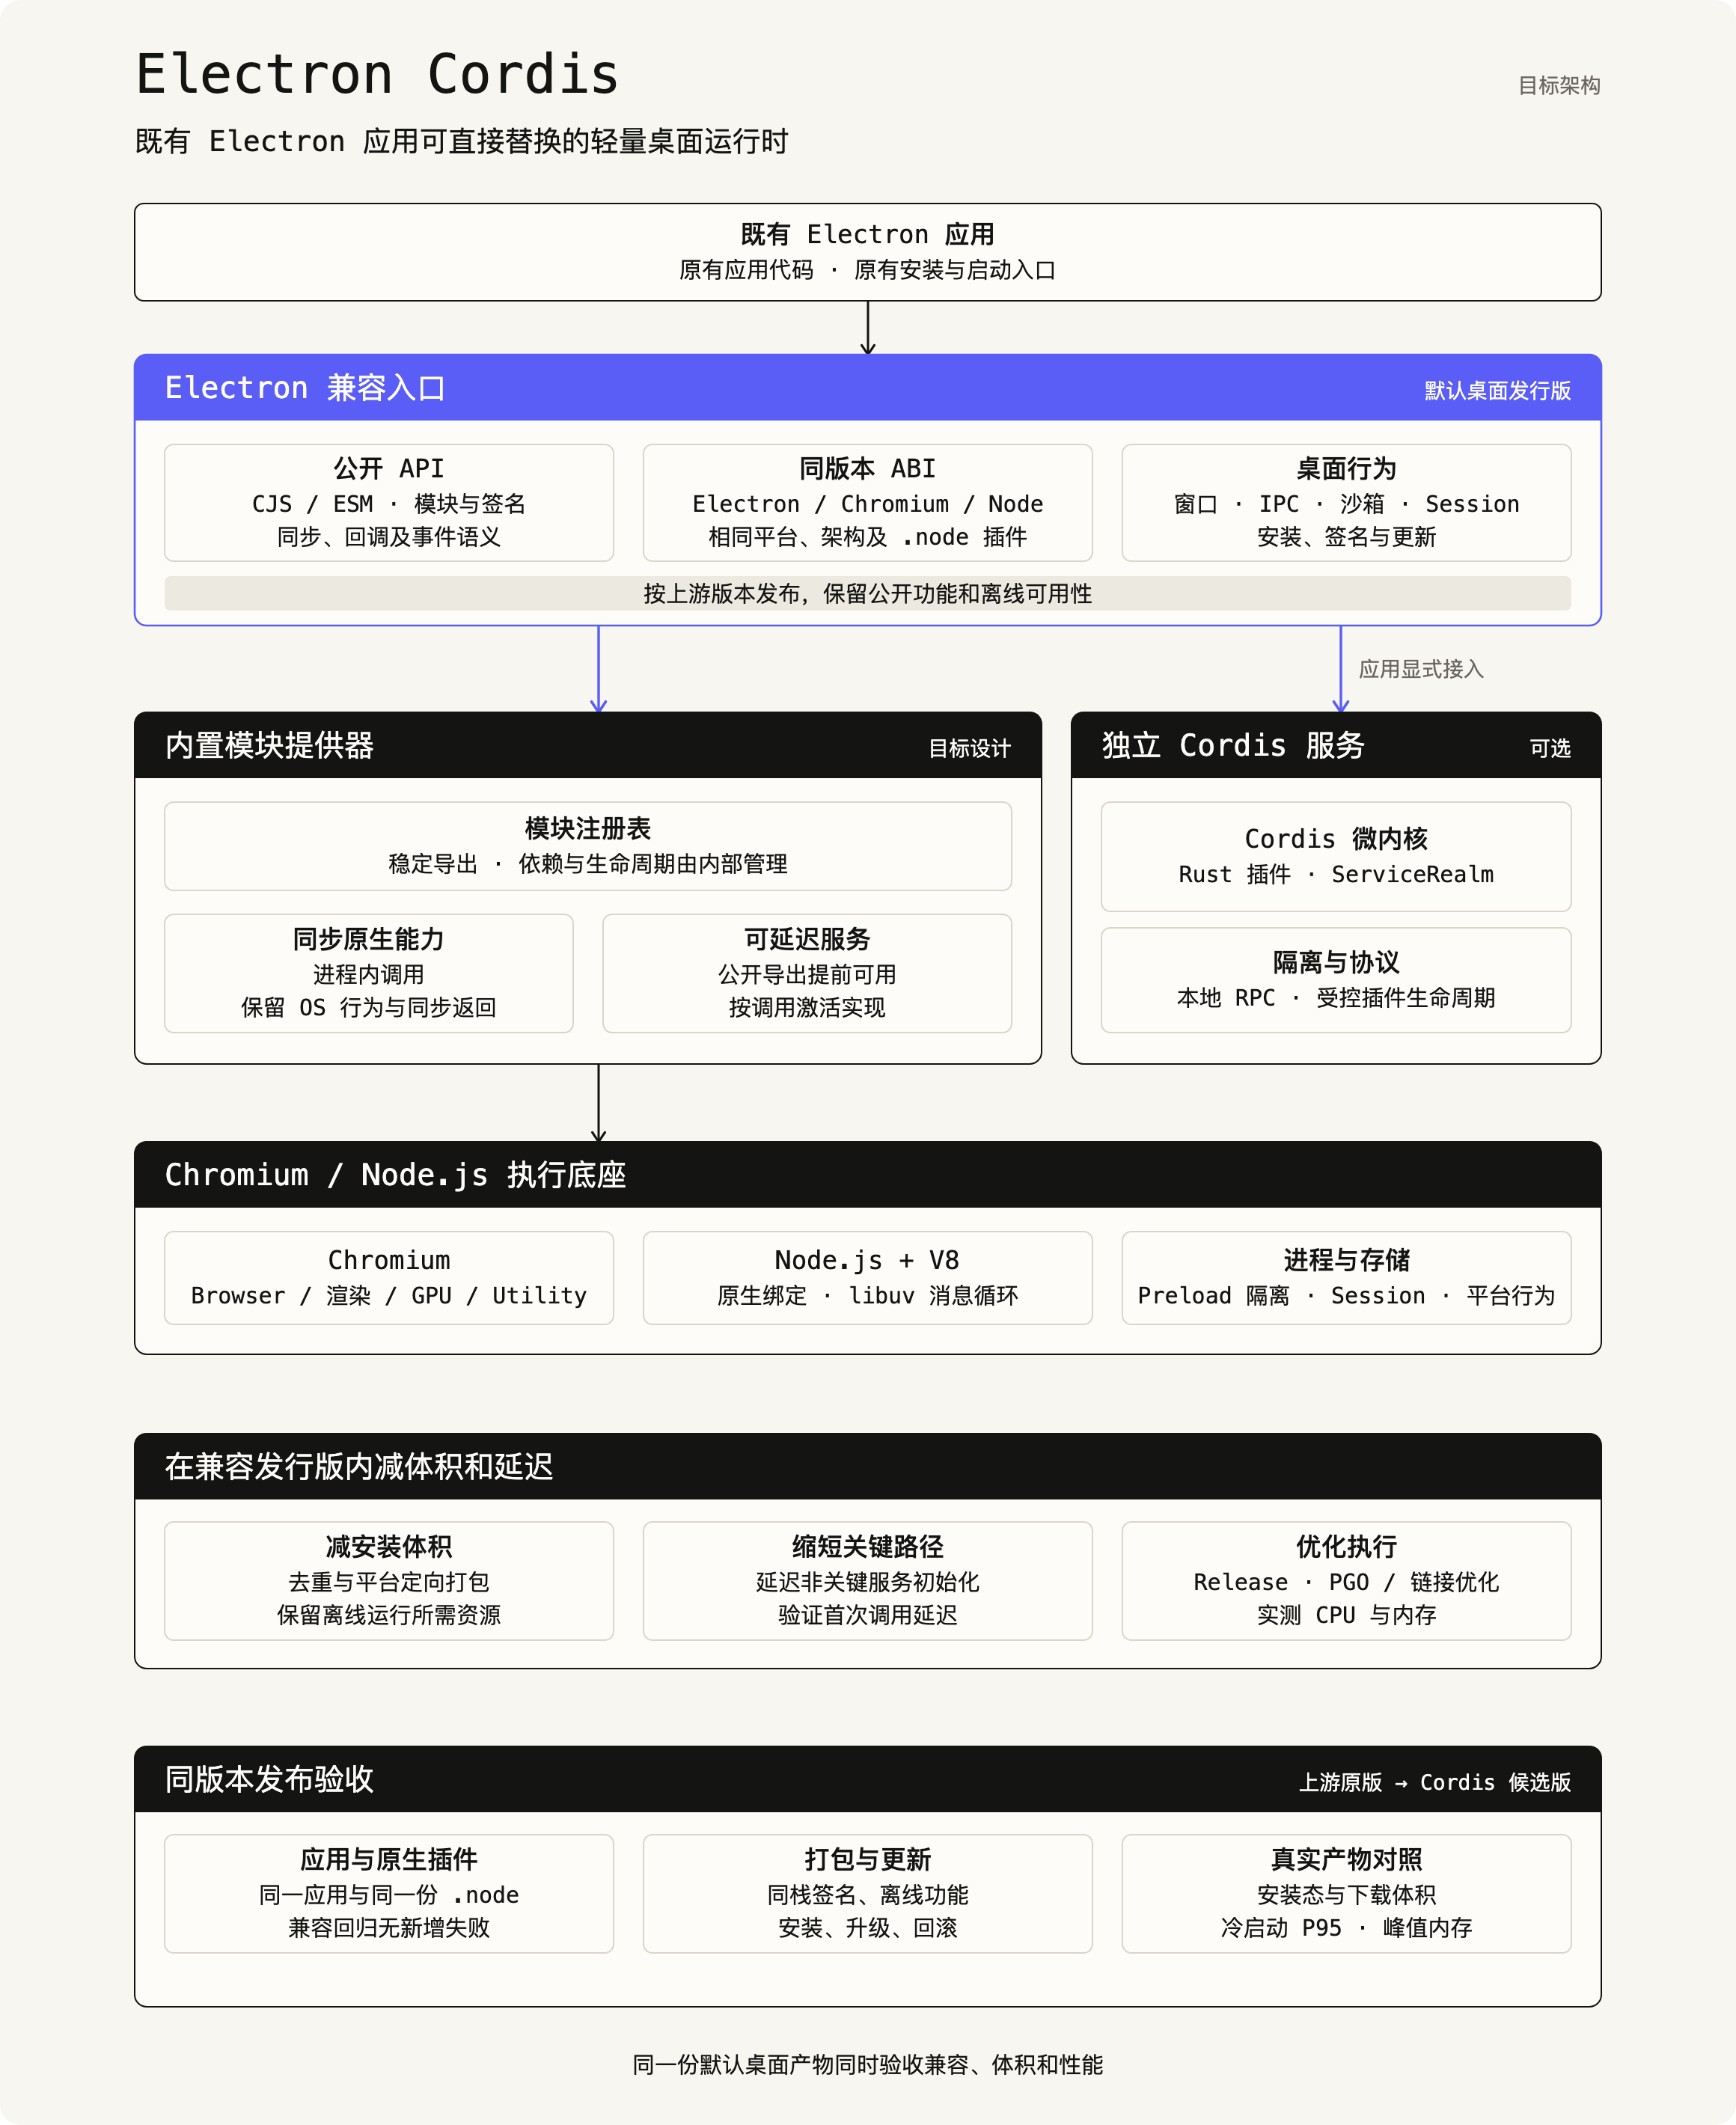 Electron Cordis
目标架构
既有 Electron 应用可直接替换的轻量桌面运行时
既有 Electron 应用
原有应用代码 · 原有安装与启动入口
Electron 兼容入口
默认桌面发行版
公开 API
CJS / ESM · 模块与签名
同步、回调及事件语义
同版本 ABI
Electron / Chromium / Node
相同平台、架构及 .node 插件
桌面行为
窗口 · IPC · 沙箱 · Session
安装、签名与更新
按上游版本发布，保留公开功能和离线可用性
应用显式接入
内置模块提供器
目标设计
模块注册表
稳定导出 · 依赖与生命周期由内部管理
同步原生能力
进程内调用
保留 OS 行为与同步返回
可延迟服务
公开导出提前可用
按调用激活实现
独立 Cordis 服务
可选
Cordis 微内核
Rust 插件 · ServiceRealm
隔离与协议
本地 RPC · 受控插件生命周期
Chromium / Node.js 执行底座
Chromium
Browser / 渲染 / GPU / Utility
Node.js + V8
原生绑定 · libuv 消息循环
进程与存储
Preload 隔离 · Session · 平台行为
在兼容发行版内减体积和延迟
减安装体积
去重与平台定向打包
保留离线运行所需资源
缩短关键路径
延迟非关键服务初始化
验证首次调用延迟
优化执行
Release · PGO / 链接优化
实测 CPU 与内存
同版本发布验收
上游原版 → Cordis 候选版
应用与原生插件
同一应用与同一份 .node
兼容回归无新增失败
打包与更新
同栈签名、离线功能
安装、升级、回滚
真实产物对照
安装态与下载体积
冷启动 P95 · 峰值内存
同一份默认桌面产物同时验收兼容、体积和性能